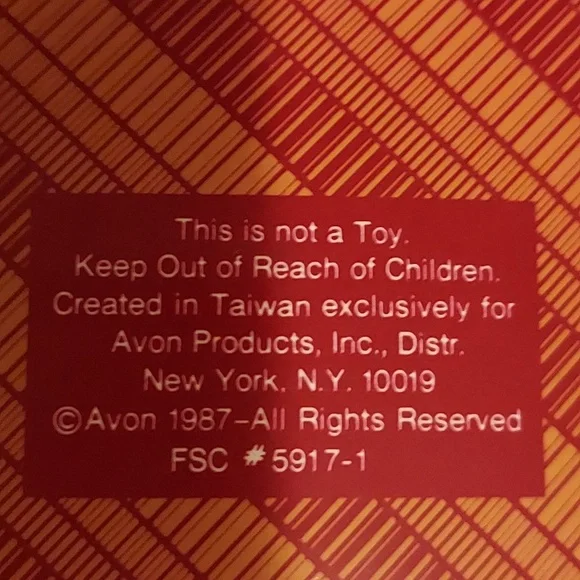 This is not a Toy.
Keep Out of Reach of Children.
Created in Taiwan exclusively for
Avon Products, Inc., Distr.
New York, N.Y. 10019
©Avon 1987-All Rights Reserved
FSC #5917-1